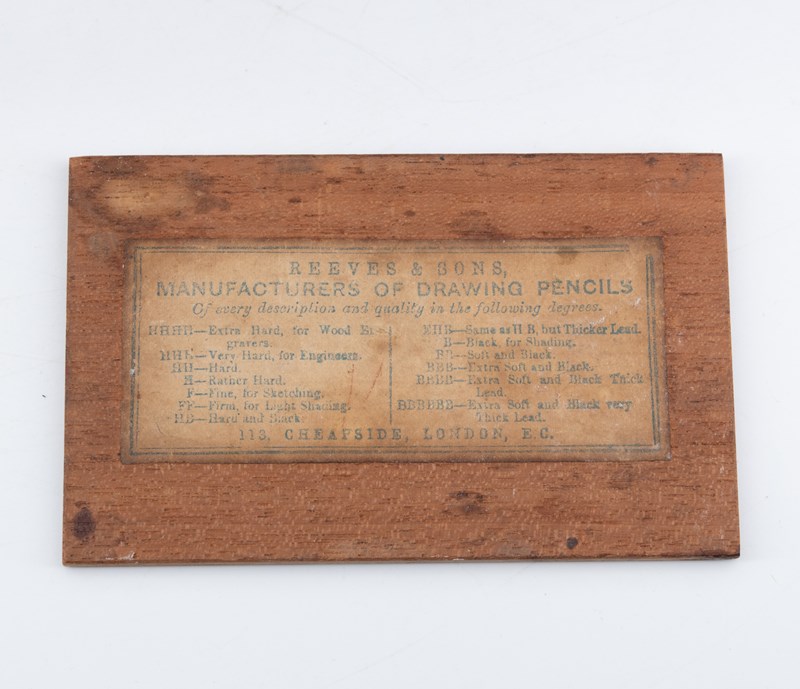 REEVES & SONS,
MANUFACTURERS OF DRAWING PENCILS
Of every description and quality in the following degrees.
HHHH—Extra Hard, for Wood En-
gravers.
HHH—Very Hard, for Engineers.
HH—Hard.
H—Rather Hard.
F—Fine, for Sketching.
FF—Firm, for Light Shading.
HB—Hard and Black.
EHB—Same as H B, but Thicker Lead.
B—Black, for Shading.
BB—Soft and Black.
BBB—Extra Soft and Black.
BBBB—Extra Soft and Black Thick
Lead.
BBBBBB—Extra Soft and Black very
Thick Lead.
113, CHEAPSIDE, LONDON, E.C.